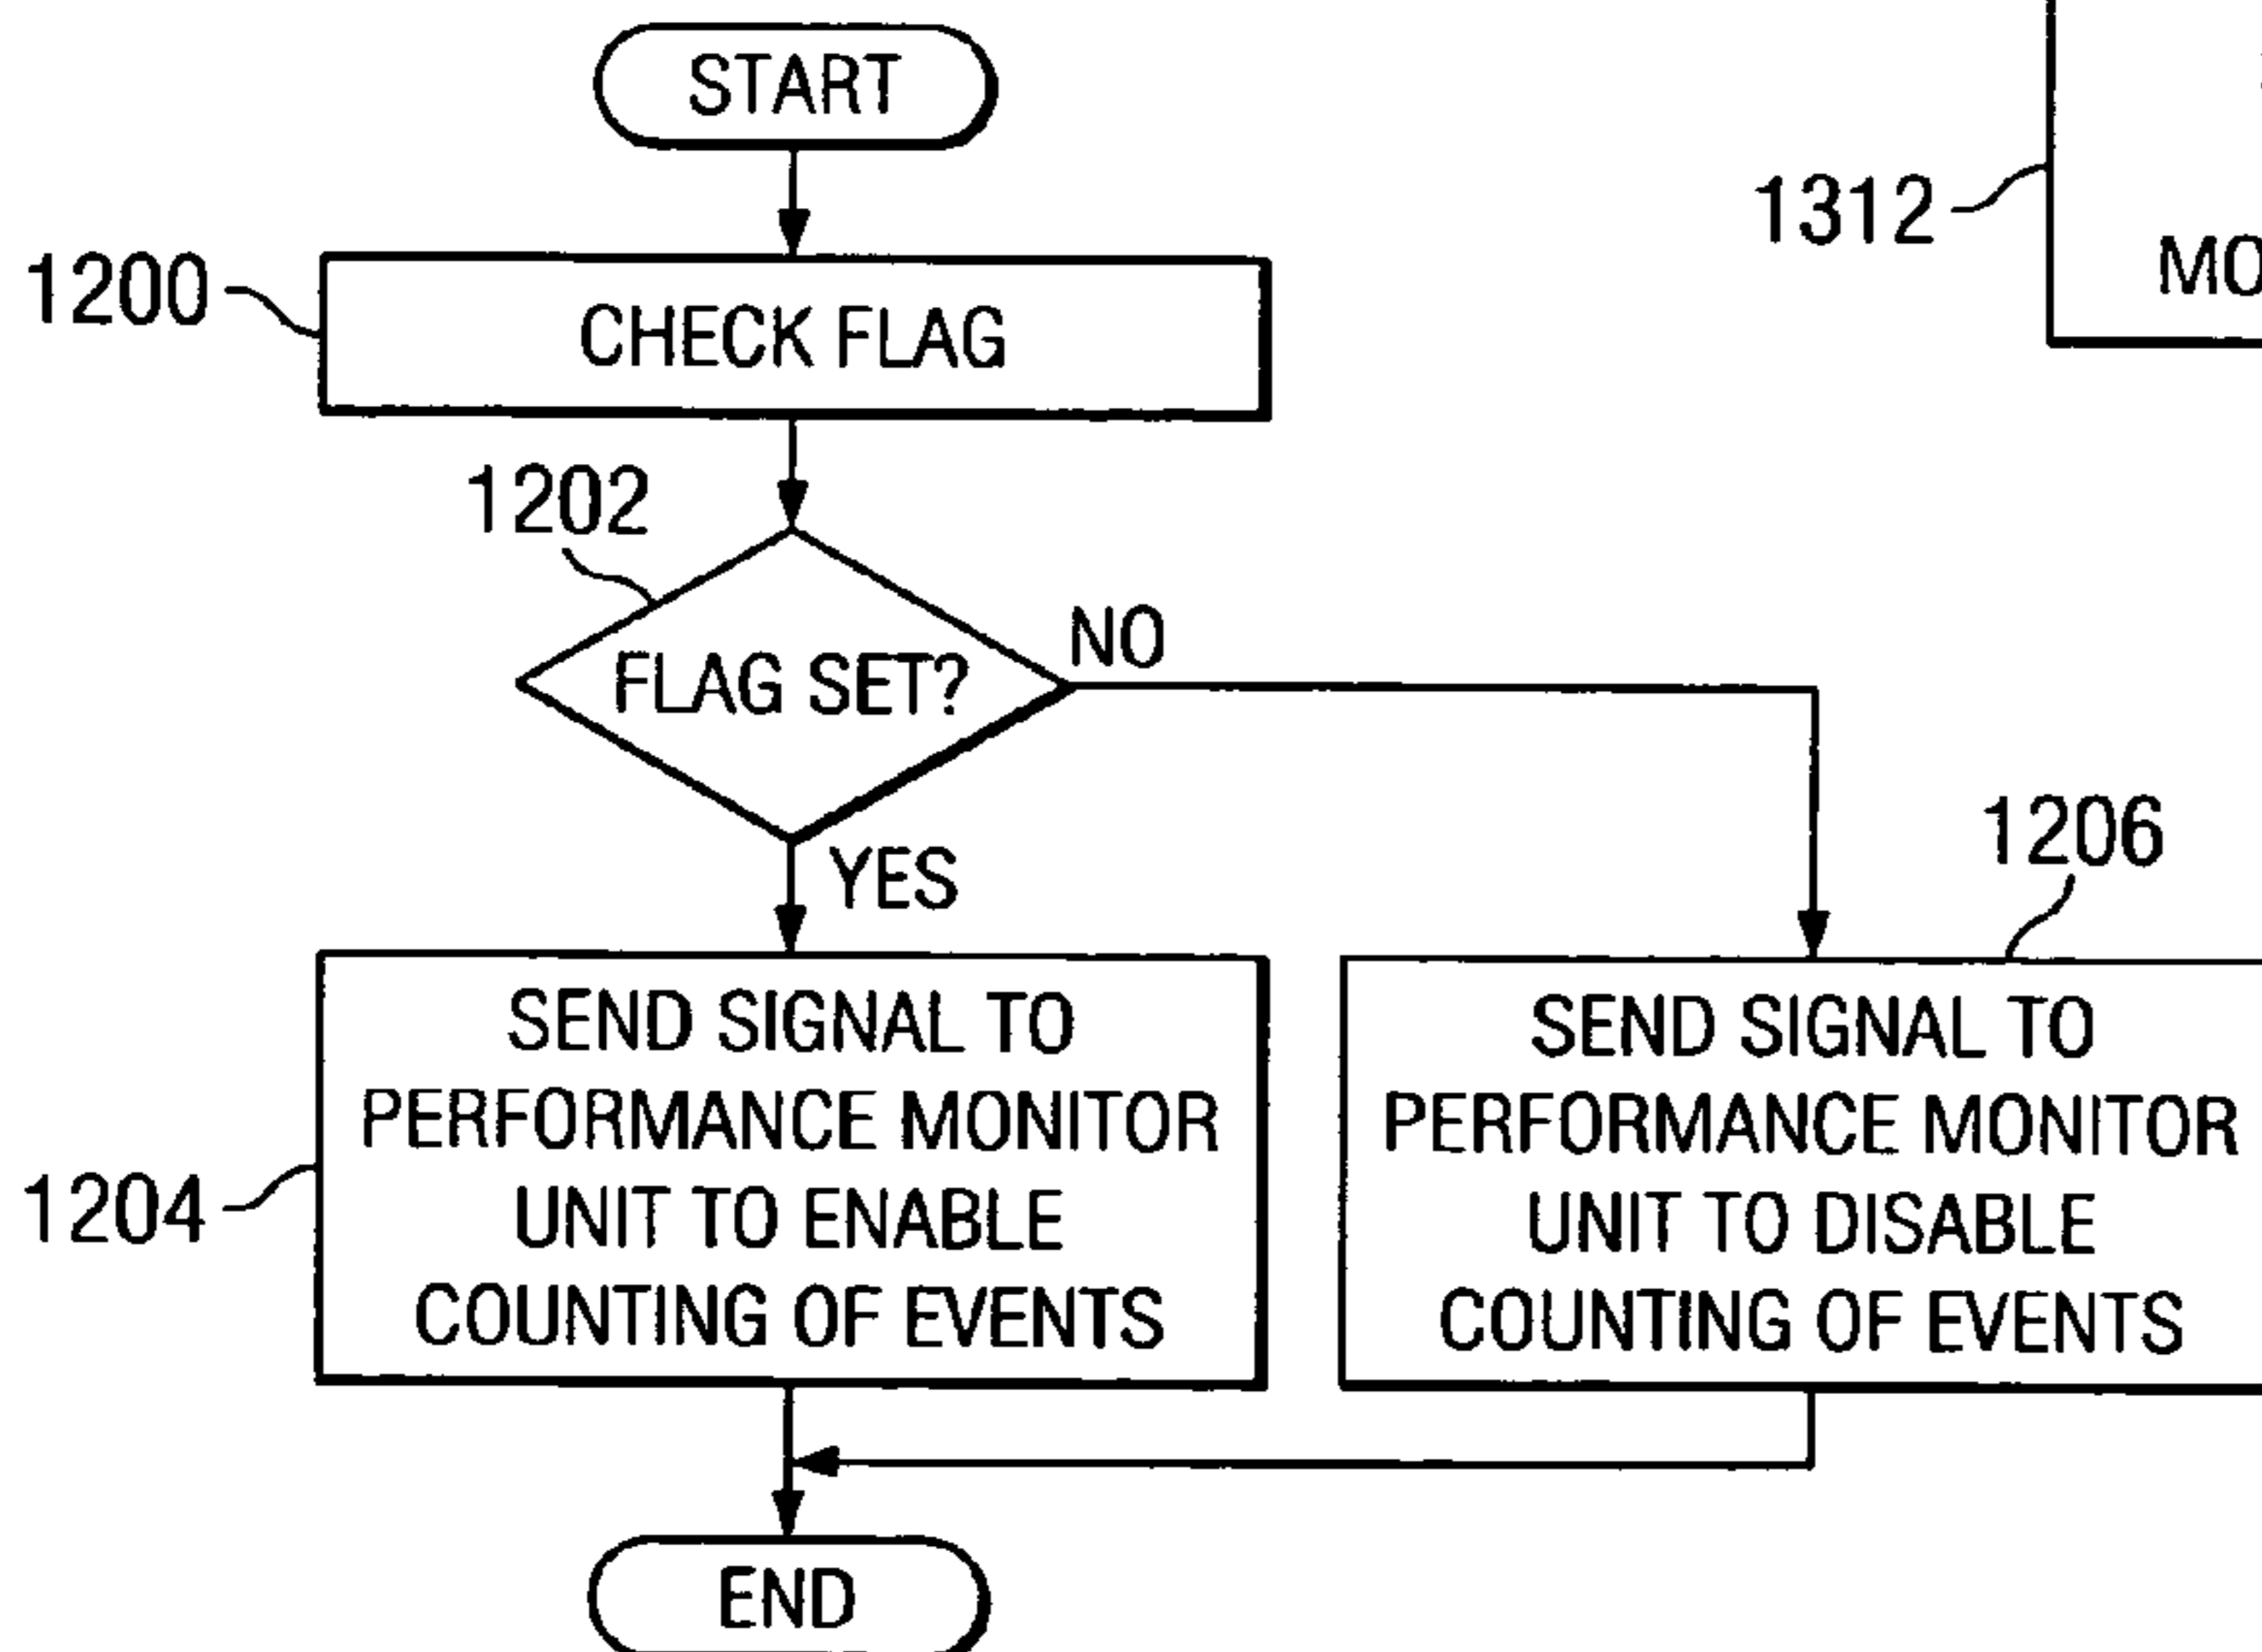 START
1200
CHECK FLAG
1202
FLAG SET?
NO
YES
1204
SEND SIGNAL TO
PERFORMANCE MONITOR
UNIT TO ENABLE
COUNTING OF EVENTS
1206
SEND SIGNAL TO
PERFORMANCE MONITOR
UNIT TO DISABLE
COUNTING OF EVENTS
END
1312